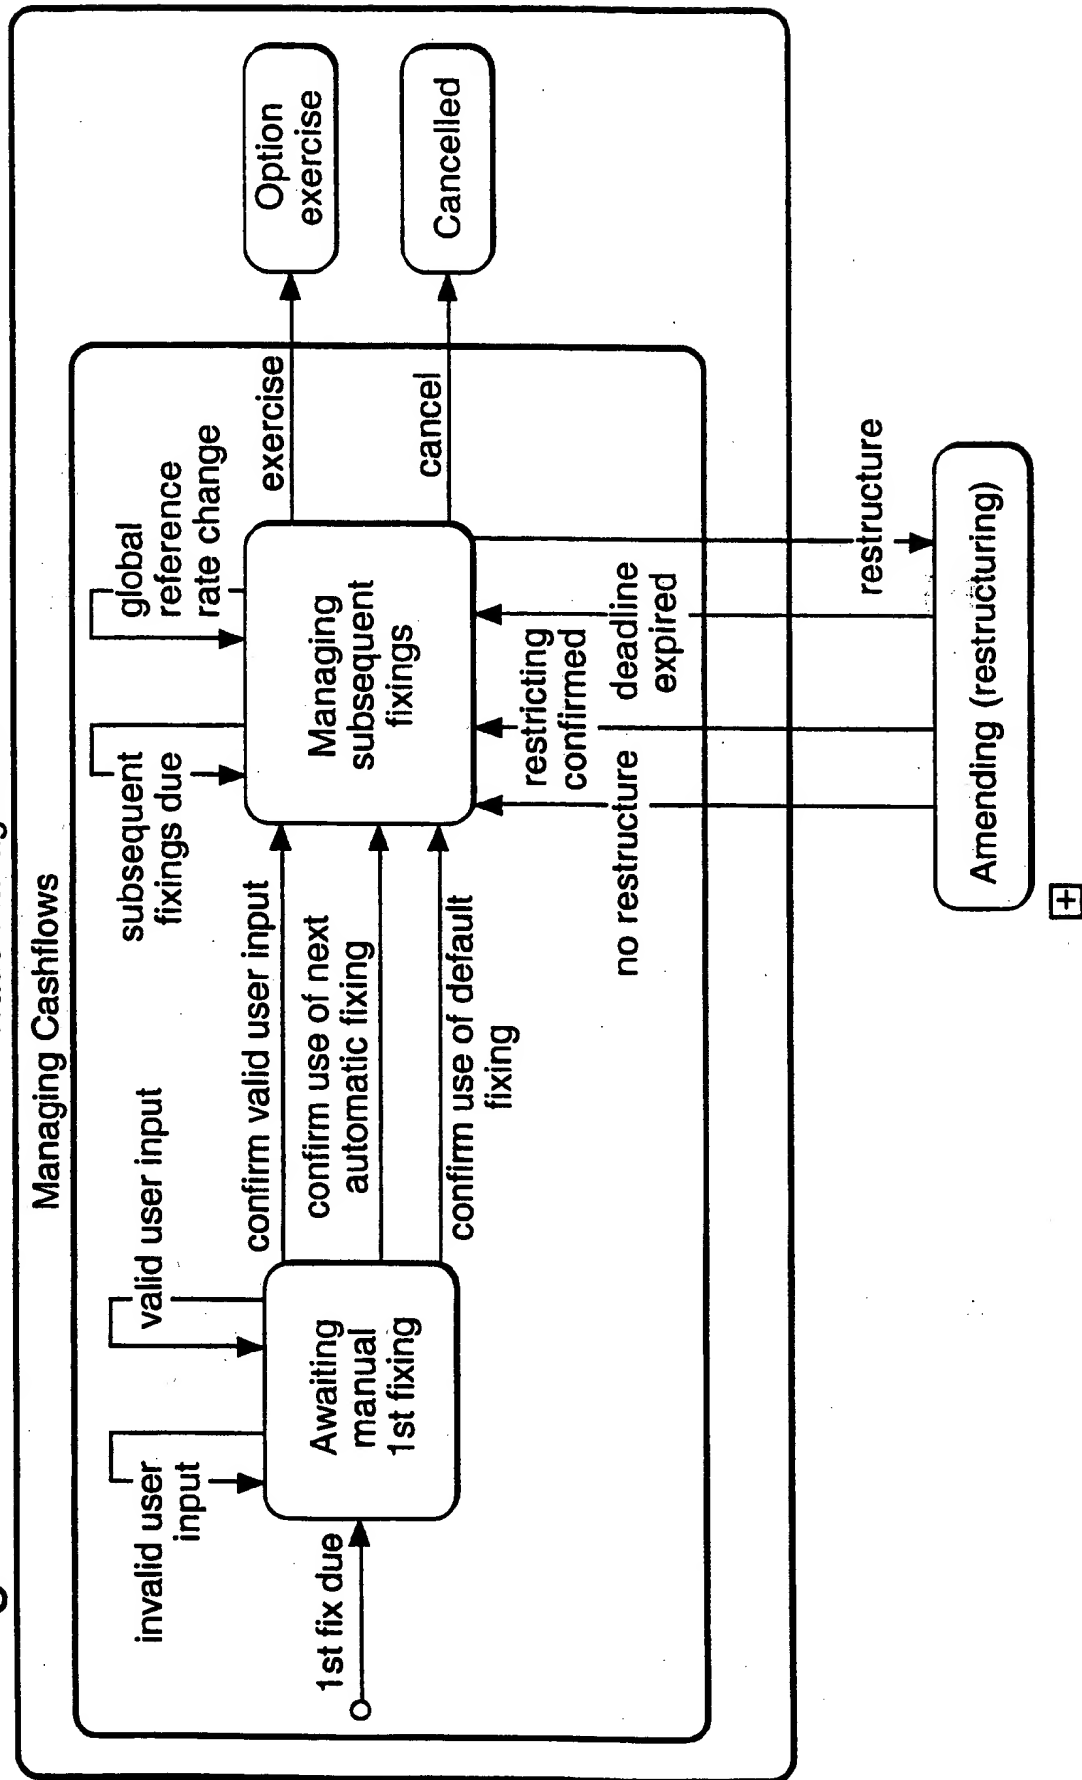 Managing Cashflows
invalid user
input
valid user input
subsequent
fixings due
global
reference
rate change
1st fix due
Awaiting
manual
1st fixing
confirm valid user input
confirm use of next
automatic fixing
confirm use of default
fixing
Managing
subsequent
fixings
exercise
Option
exercise
cancel
Cancelled
no restructure
restricting
confirmed
deadline
expired
restructure
Amending (restructuring)